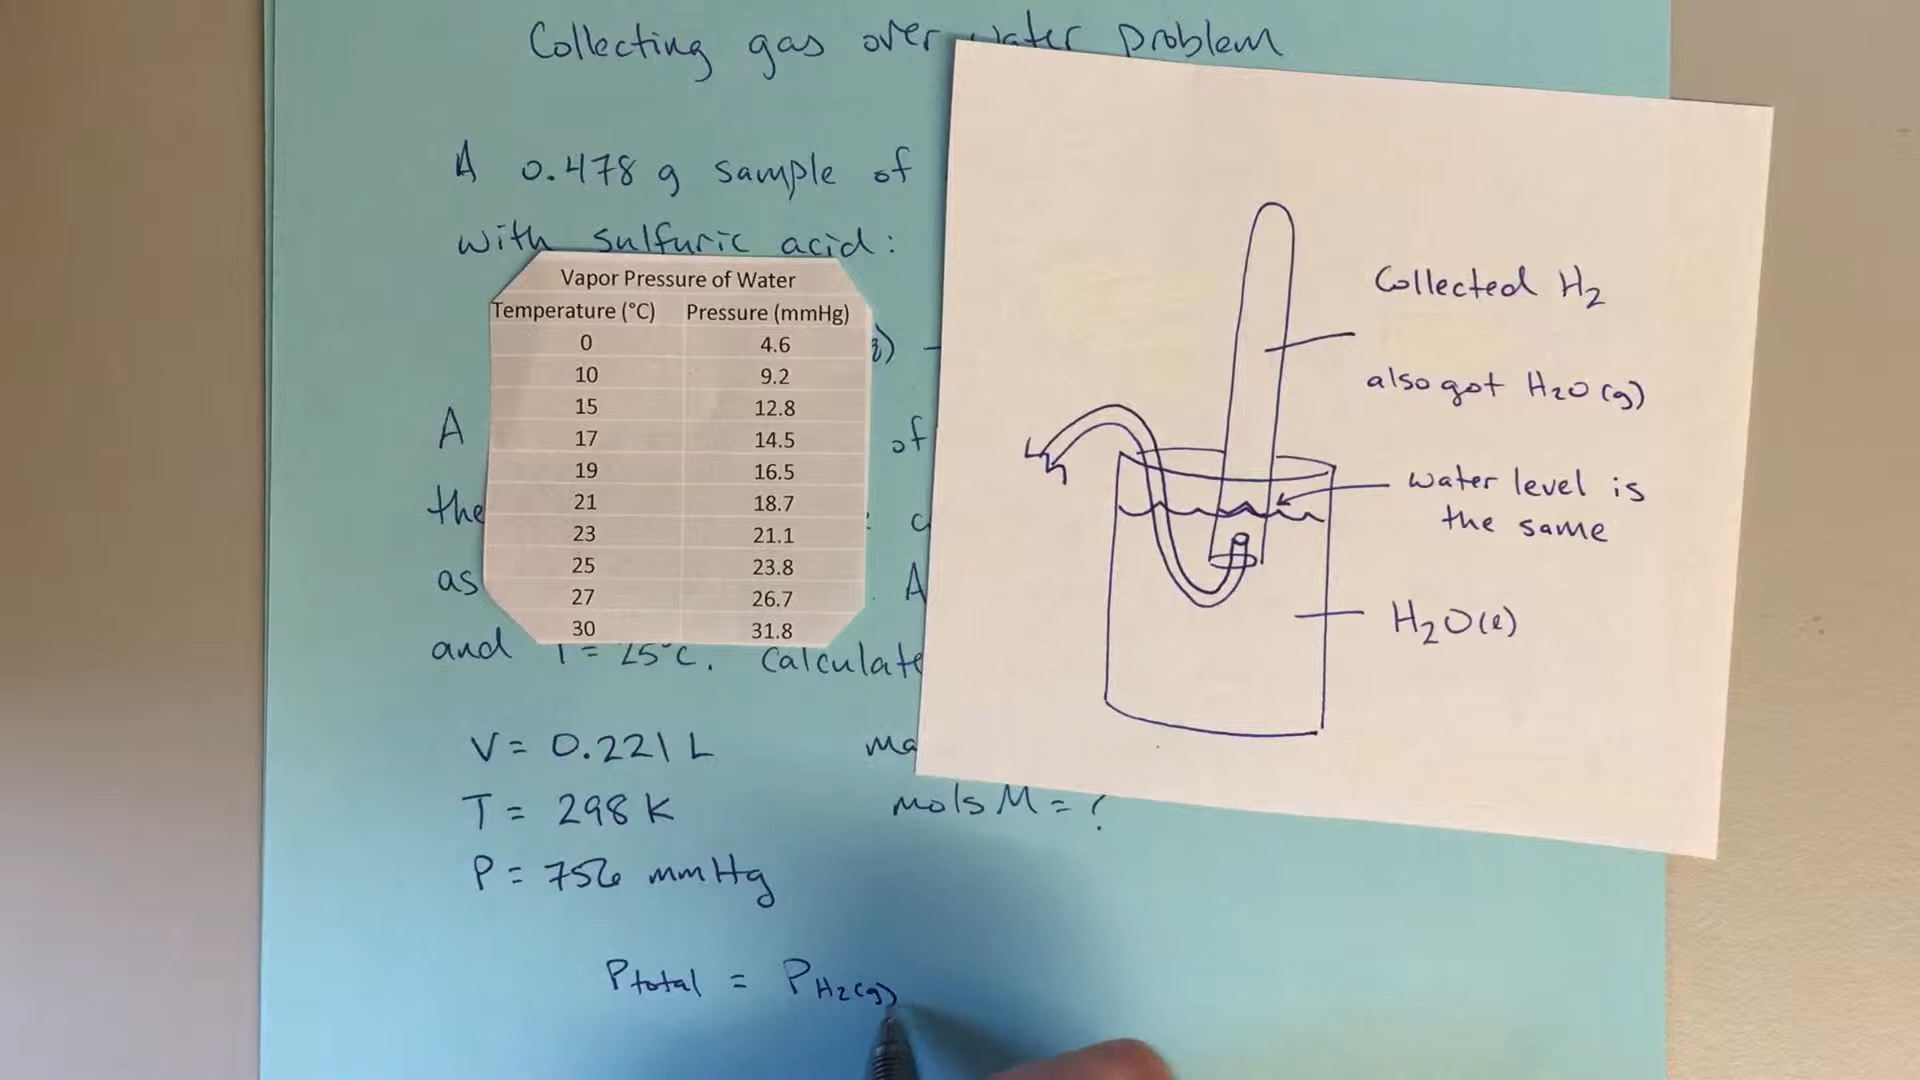 Collecting gas over water problem
A 0.478 g sample of
with sulfuric acid:
Vapor Pressure of Water
Temperature (°C) Pressure (mmHg)
0 4.6
10 9.2
15 12.8
17 14.5
19 16.5
21 18.7
23 21.1
25 23.8
27 26.7
30 31.8
A of
the
as A
and T = 25°C. Calculate
V = 0.221 L
T = 298 K mols M = ?
P = 756 mmHg
Ptotal = PH2(g)
Collected H2
also got H2O(g)
water level is
the same
H2O(l)